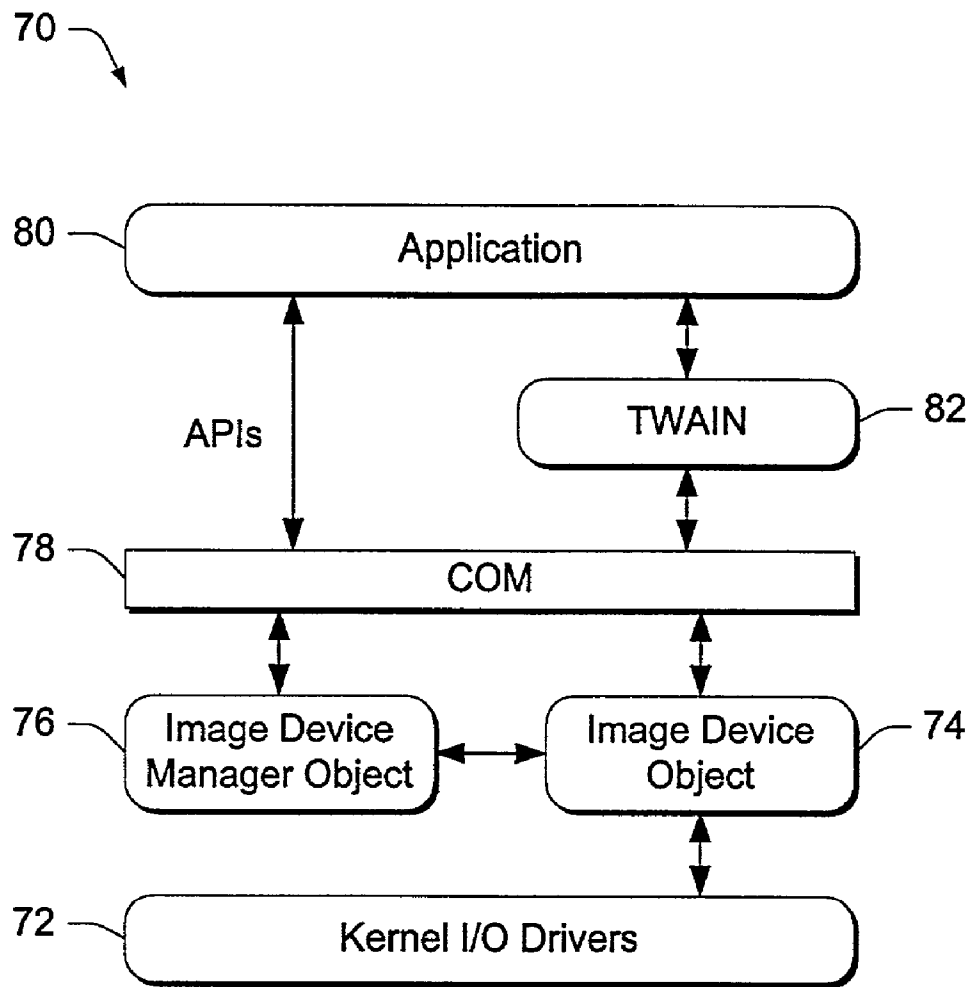 70
80
Application
APIs
TWAIN
82
78
COM
76
Image Device
Manager Object
Image Device
Object
74
72
Kernel I/O Drivers